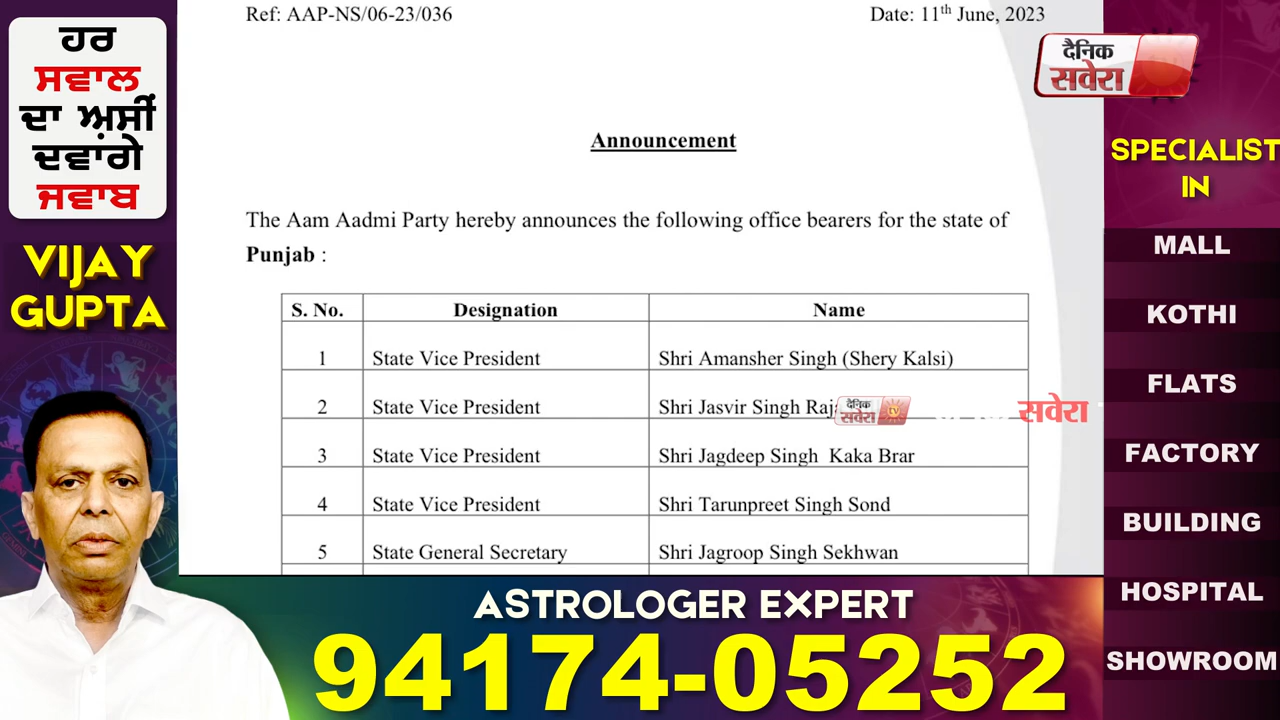 ਹਰ
ਸਵਾਲ
ਦਾ ਅਸੀਂ
ਦਵਾਂਗੇ
ਜਵਾਬ
VIJAY
GUPTA
Ref: AAP-NS/06-23/036 Date: 11th June, 2023
दैनिक
सवेरा
Announcement
The Aam Aadmi Party hereby announces the following office bearers for the state of
Punjab :
S. No. Designation Name
1 State Vice President Shri Amansher Singh (Shery Kalsi)
2 State Vice President Shri Jasvir Singh
दैनिक
सवेरा TV
सवेरा
3 State Vice President Shri Jagdeep Singh Kaka Brar
4 State Vice President Shri Tarunpreet Singh Sond
5 State General Secretary Shri Jagroop Singh Sekhwan
SPECIALIST
IN
MALL
KOTHI
FLATS
FACTORY
BUILDING
HOSPITAL
SHOWROOM
ASTROLOGER EXPERT
94174-05252